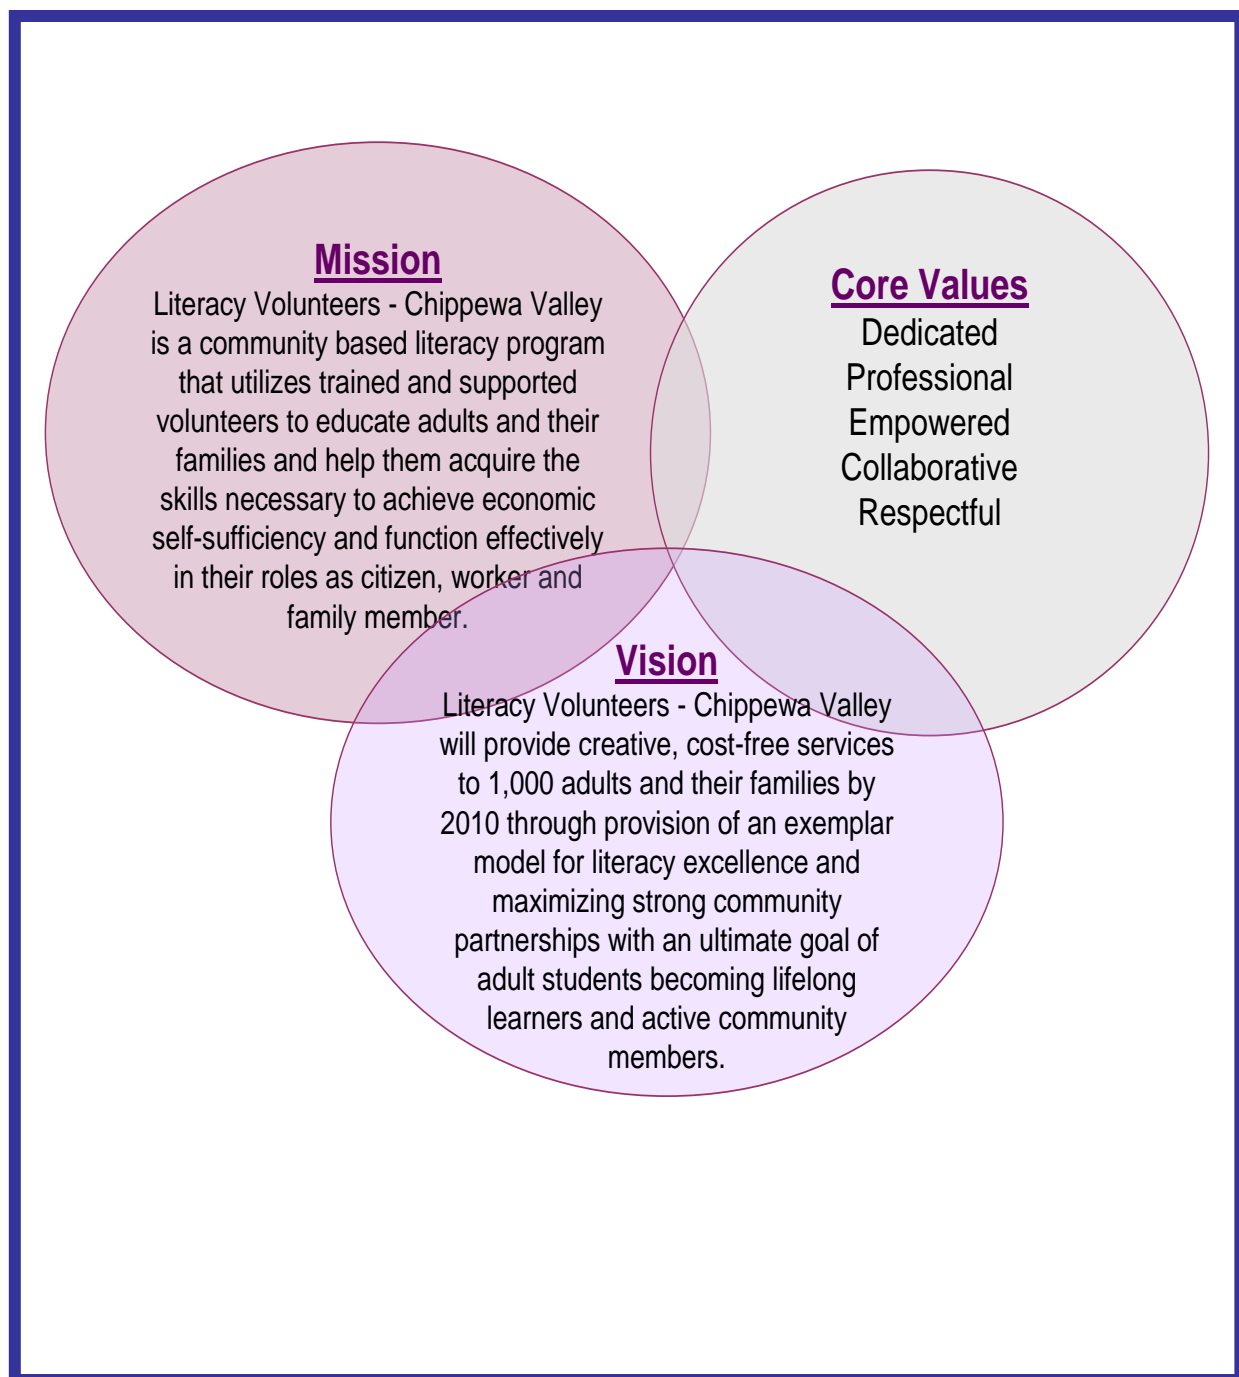 Mission
Literacy Volunteers - Chippewa Valley
is a community based literacy program
that utilizes trained and supported
volunteers to educate adults and their
families and help them acquire the
skills necessary to achieve economic
self-sufficiency and function effectively
in their roles as citizen, worker and
family member.
Core Values
Dedicated
Professional
Empowered
Collaborative
Respectful
Vision
Literacy Volunteers - Chippewa Valley
will provide creative, cost-free services
to 1,000 adults and their families by
2010 through provision of an exemplar
model for literacy excellence and
maximizing strong community
partnerships with an ultimate goal of
adult students becoming lifelong
learners and active community
members.